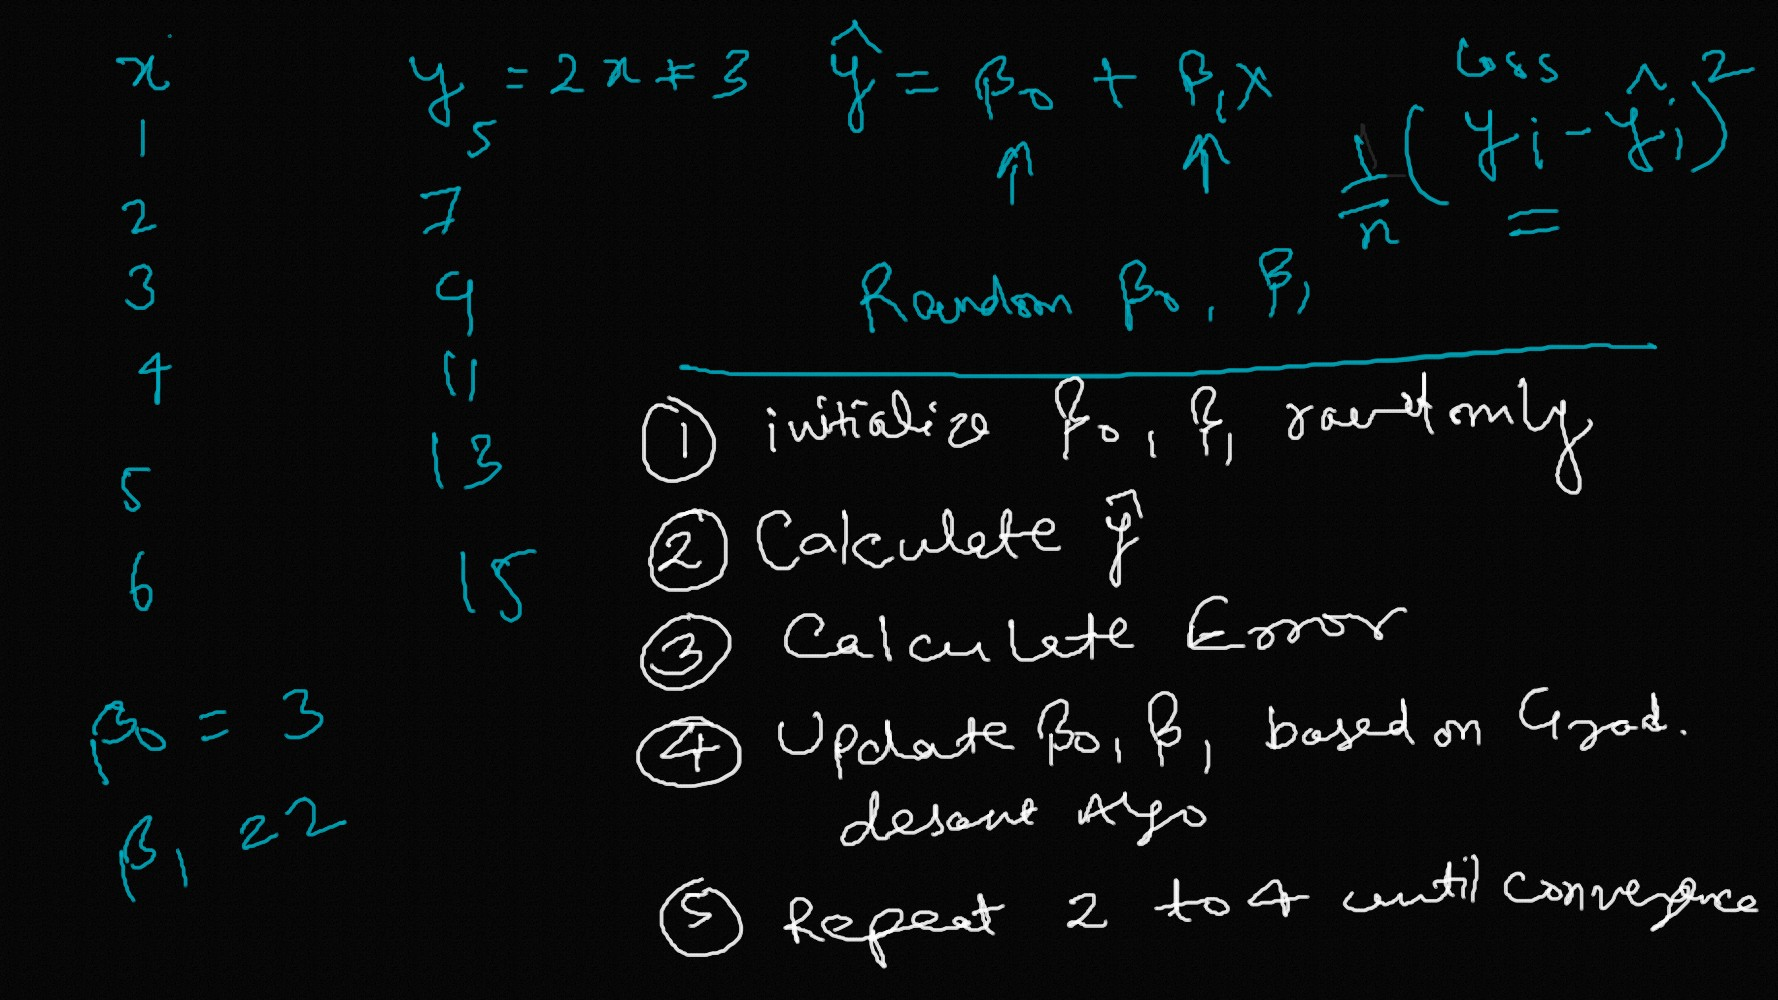 x y = 2x + 3 ŷ = β₀ + β₁x Loss
1 5 ↑ ↑ 1/n (yi - ŷi)²
2 7 =
3 9 Random β₀, β₁
4 11
① initialize β₀, β₁ randomly
5 13
② Calculate ŷ
6 15
③ Calculate Error
β₀ = 3
④ Update β₀, β₁ based on Grad.
desant Algo
β₁ = 2
⑤ Repeat 2 to 4 until convergence